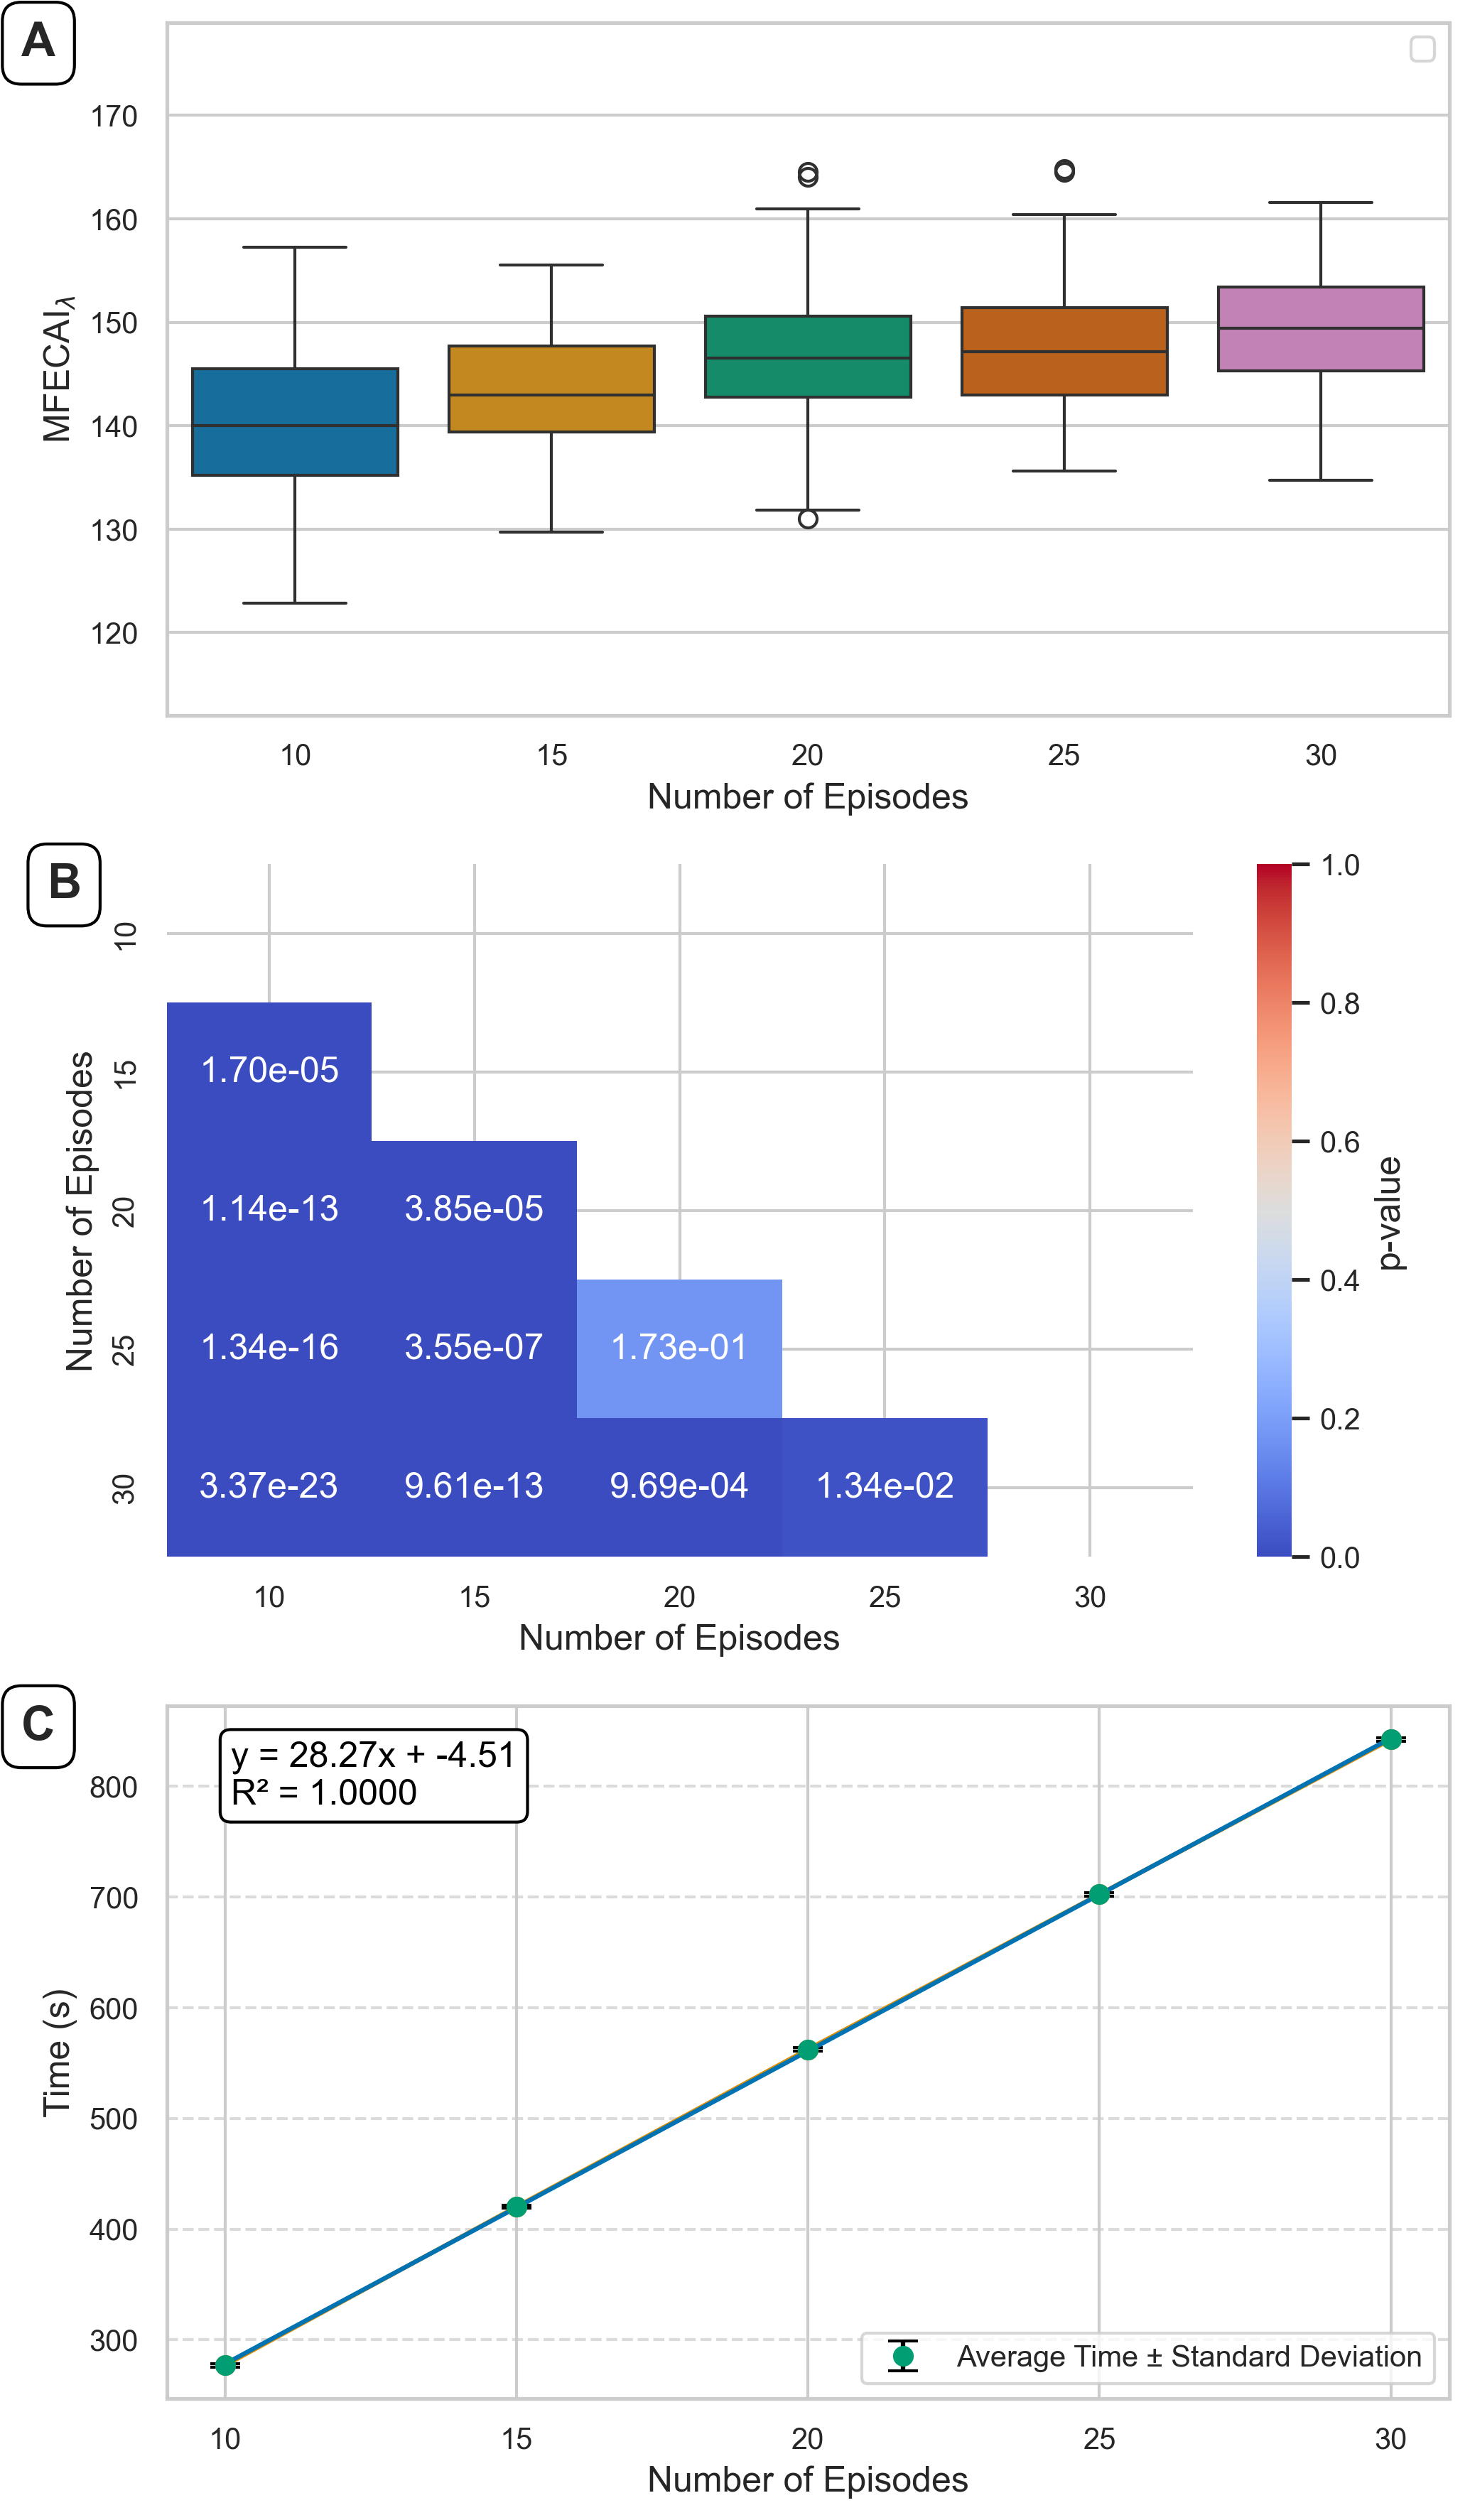 A
170
160
150
140
130
120
MFECAIλ
10 15 20 25 30
Number of Episodes
B
10
15
20
25
30
Number of Episodes
1.70e-05
1.14e-13 3.85e-05
1.34e-16 3.55e-07 1.73e-01
3.37e-23 9.61e-13 9.69e-04 1.34e-02
10 15 20 25 30
Number of Episodes
1.0
0.8
0.6
0.4
0.2
0.0
p-value
C
y = 28.27x + -4.51
R² = 1.0000
800
700
600
500
400
300
Time (s)
Average Time ± Standard Deviation
10 15 20 25 30
Number of Episodes